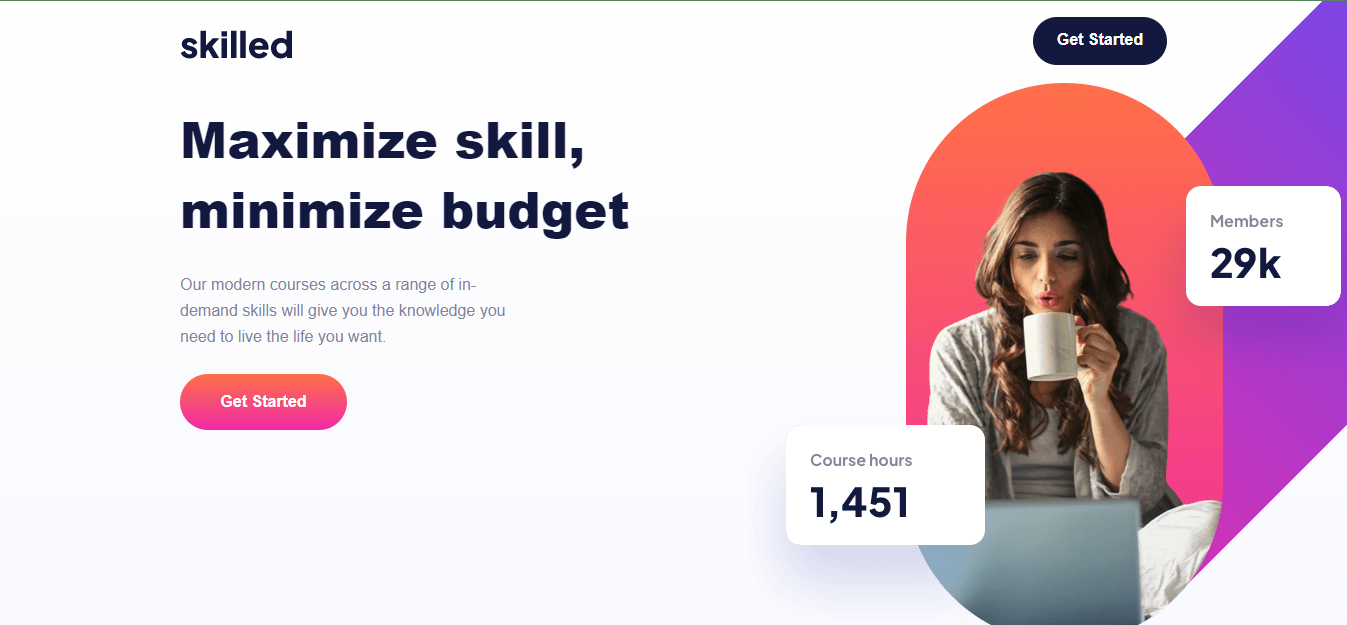 skilled
Get Started
Maximize skill,
minimize budget
Our modern courses across a range of in-
demand skills will give you the knowledge you
need to live the life you want.
Get Started
Members
29k
Course hours
1,451